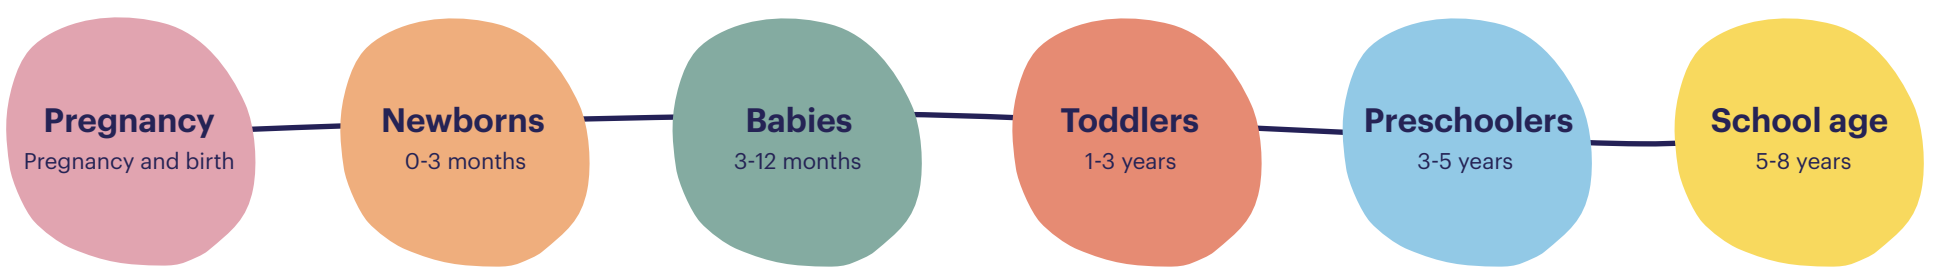 Pregnancy
Pregnancy and birth
Newborns
0-3 months
Babies
3-12 months
Toddlers
1-3 years
Preschoolers
3-5 years
School age
5-8 years